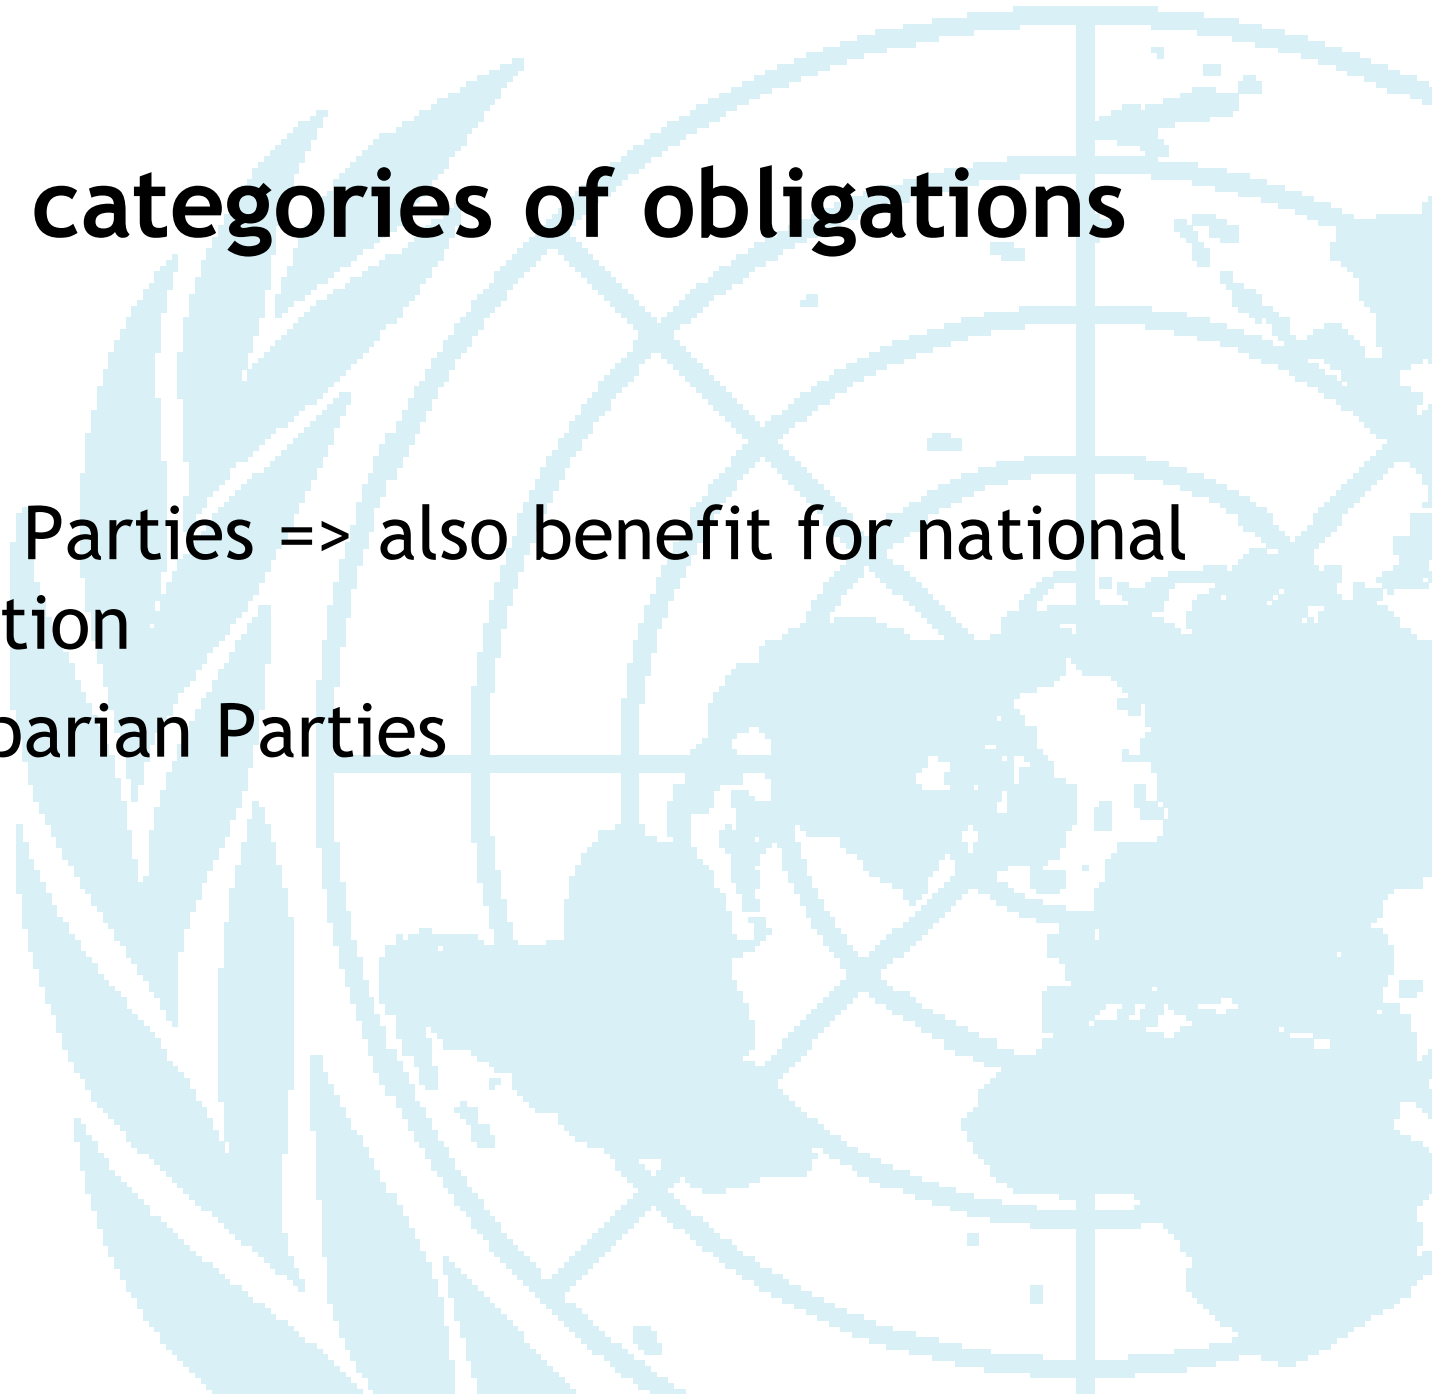 categories of obligations
Parties => also benefit for national
tion
parian Parties